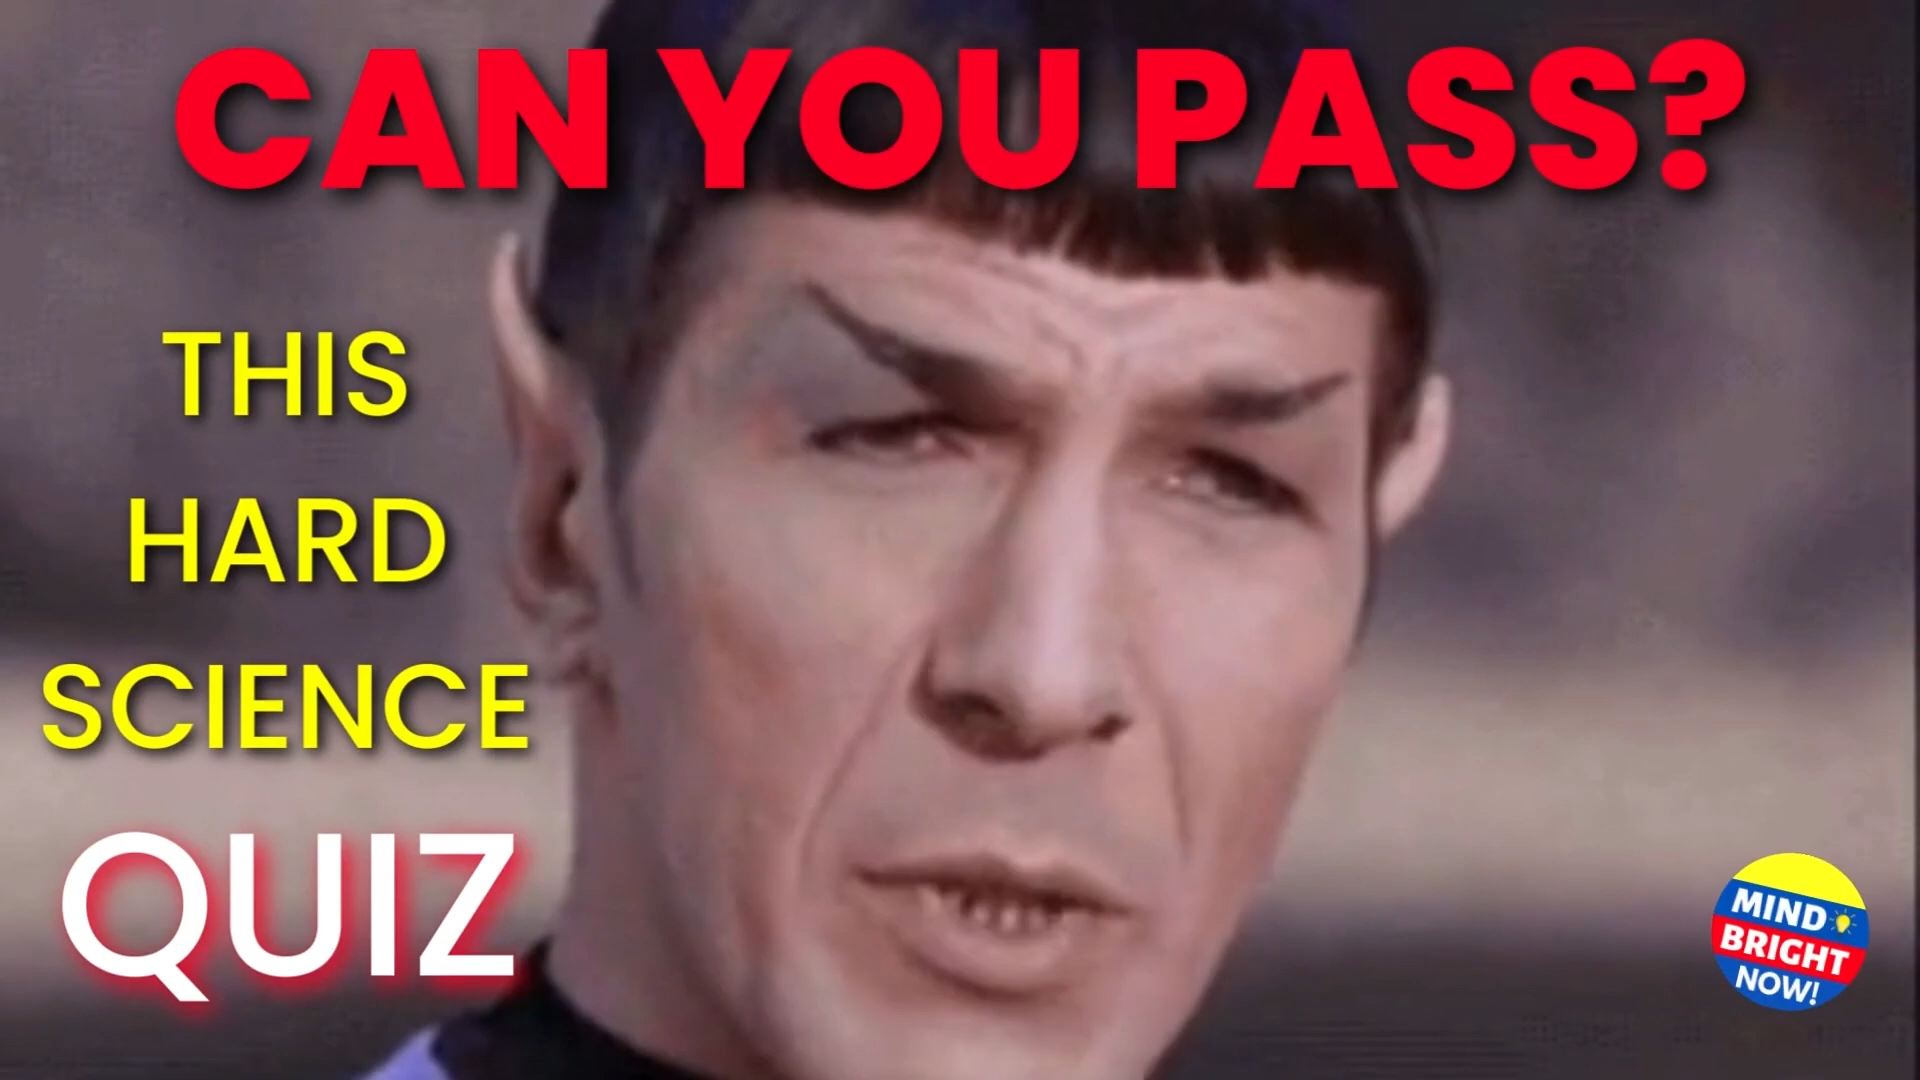 CAN YOU PASS?
THIS
HARD
SCIENCE
QUIZ
MIND
BRIGHT
NOW!